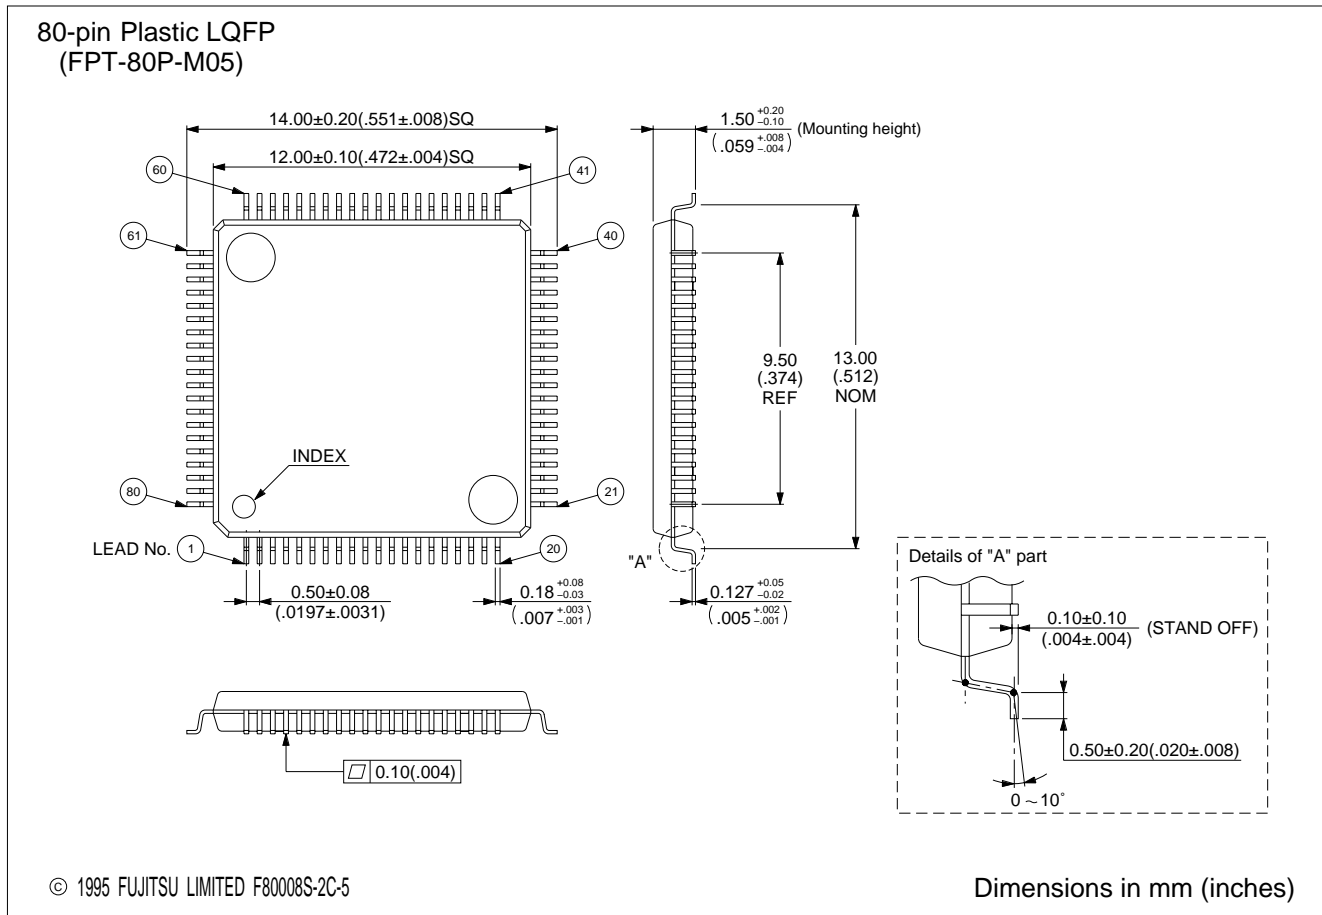 80-pin Plastic LQFP
(FPT-80P-M05)
14.00±0.20(.551±.008)SQ
12.00±0.10(.472±.004)SQ
1.50 +0.20 −0.10 (Mounting height)
(.059 +.008 −.004)
60
41
61
40
9.50
(.374)
REF
13.00
(.512)
NOM
INDEX
80
21
LEAD No. 1
20
"A"
0.50±0.08
(.0197±.0031)
0.18 +0.08 −0.03
(.007 +.003 −.001)
0.127 +0.05 −0.02
(.005 +.002 −.001)
Details of "A" part
0.10±0.10
(.004±.004)
(STAND OFF)
0.50±0.20(.020±.008)
0~10°
0.10(.004)
© 1995 FUJITSU LIMITED F80008S-2C-5
Dimensions in mm (inches)